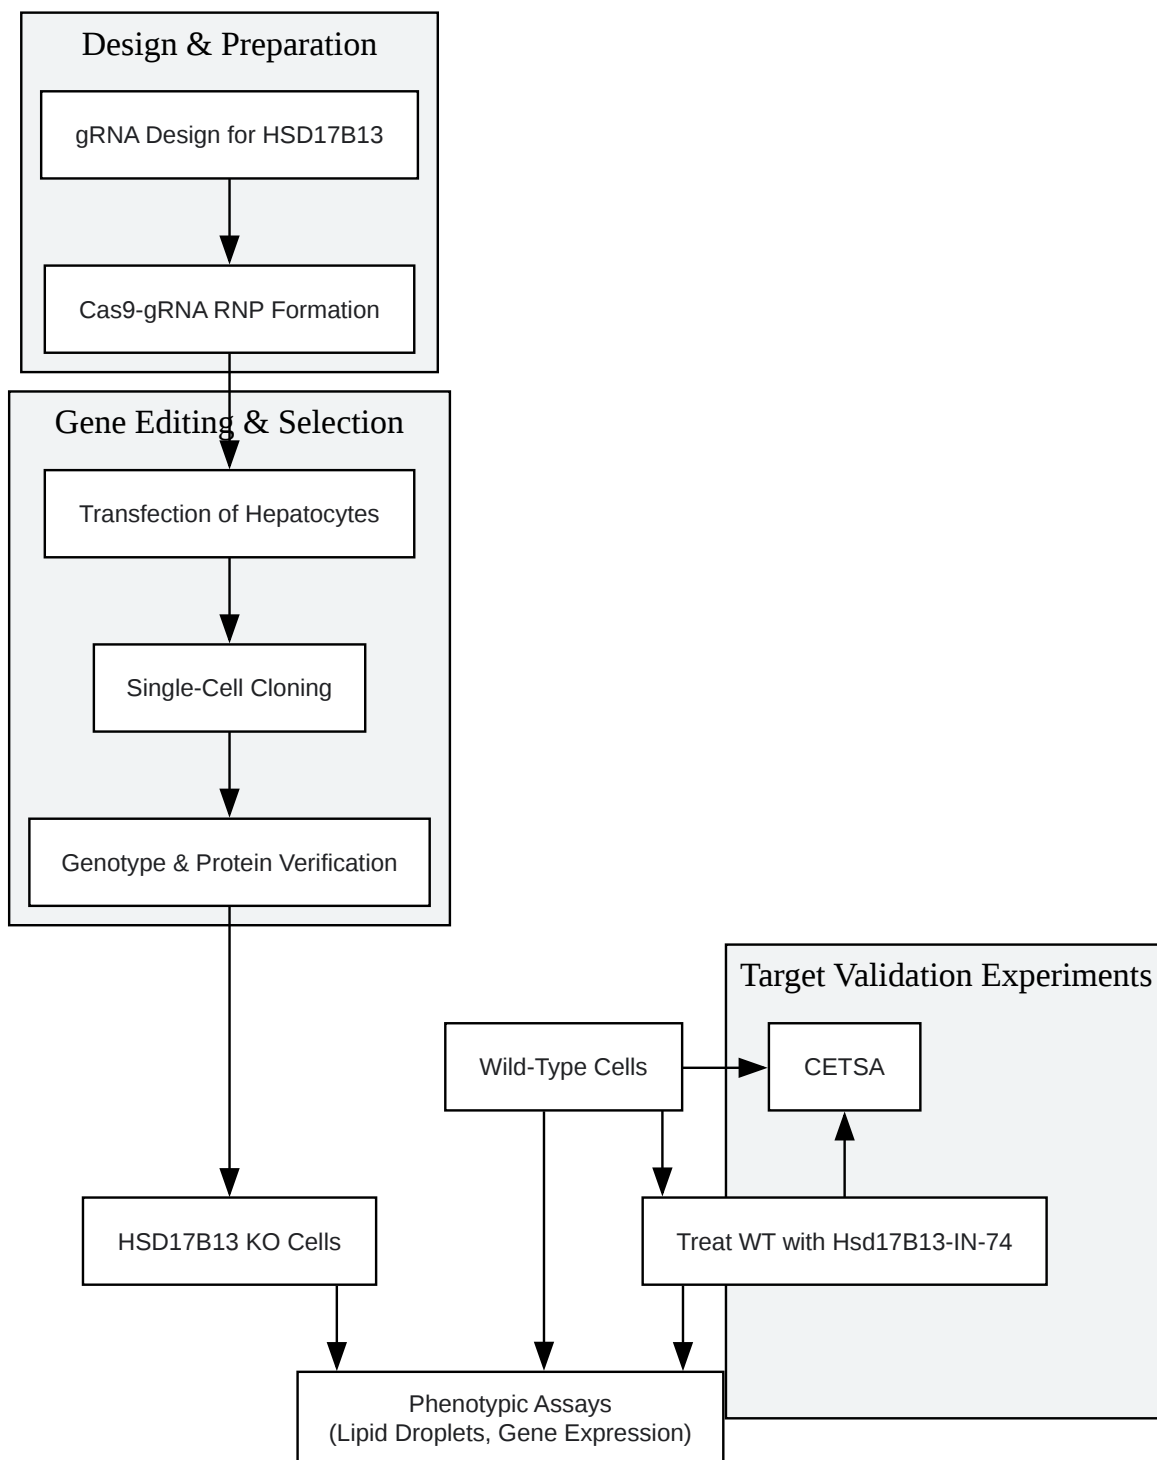 Design & Preparation
gRNA Design for HSD17B13
Cas9-gRNA RNP Formation
Gene Editing & Selection
Transfection of Hepatocytes
Single-Cell Cloning
Genotype & Protein Verification
Target Validation Experiments
Wild-Type Cells
CETSA
HSD17B13 KO Cells
Treat WT with Hsd17B13-IN-74
Phenotypic Assays
(Lipid Droplets, Gene Expression)